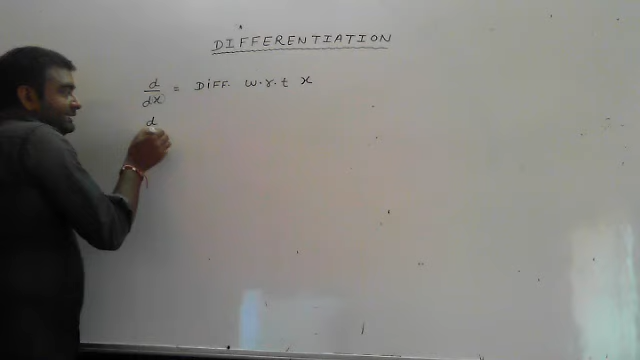 DIFFERENTIATION
d/dx = DIFF. w.r.t x
d